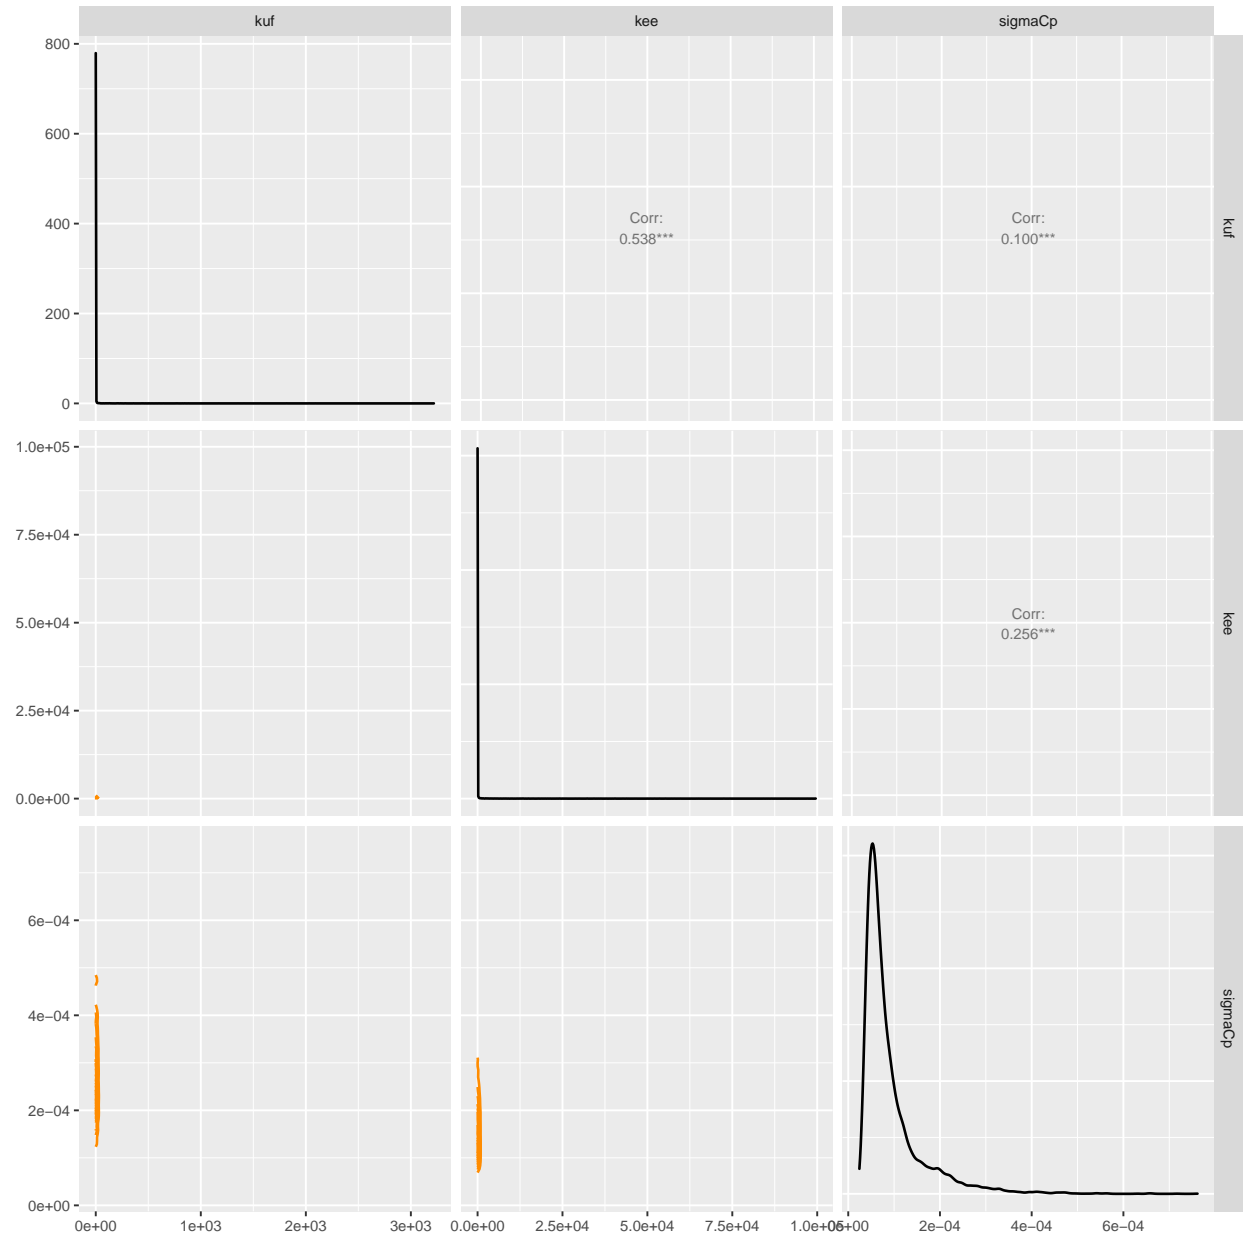 kuf kee sigmaCp
800
600
400
200
0
Corr:
0.538***
Corr:
0.100***
kuf
1.0e+05
7.5e+04
5.0e+04
2.5e+04
0.0e+00
Corr:
0.256***
kee
6e−04
4e−04
2e−04
0e+00
sigmaCp
0e+00 1e+03 2e+03 3e+03 0.0e+00 2.5e+04 5.0e+04 7.5e+04 1.0e+05 0e+00 2e−04 4e−04 6e−04